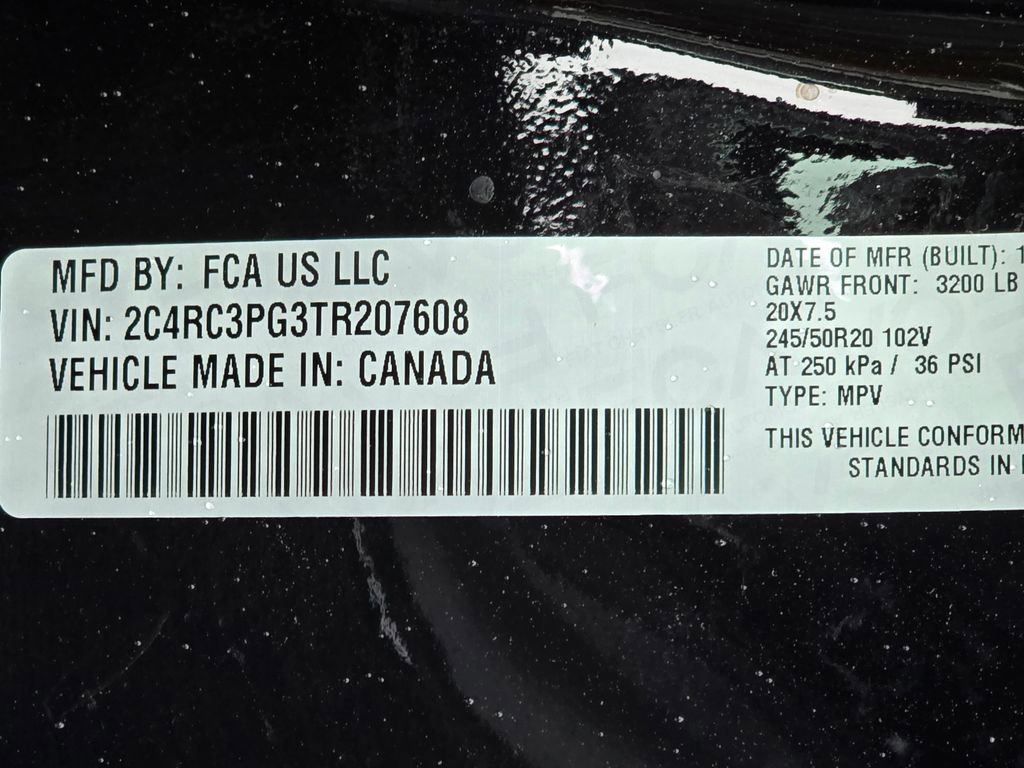 MFD BY: FCA US LLC
VIN: 2C4RC3PG3TR207608
VEHICLE MADE IN: CANADA
DATE OF MFR (BUILT): 1
GAWR FRONT: 3200 LB
20X7.5
245/50R20 102V
AT 250 kPa / 36 PSI
TYPE: MPV
THIS VEHICLE CONFORM
STANDARDS IN